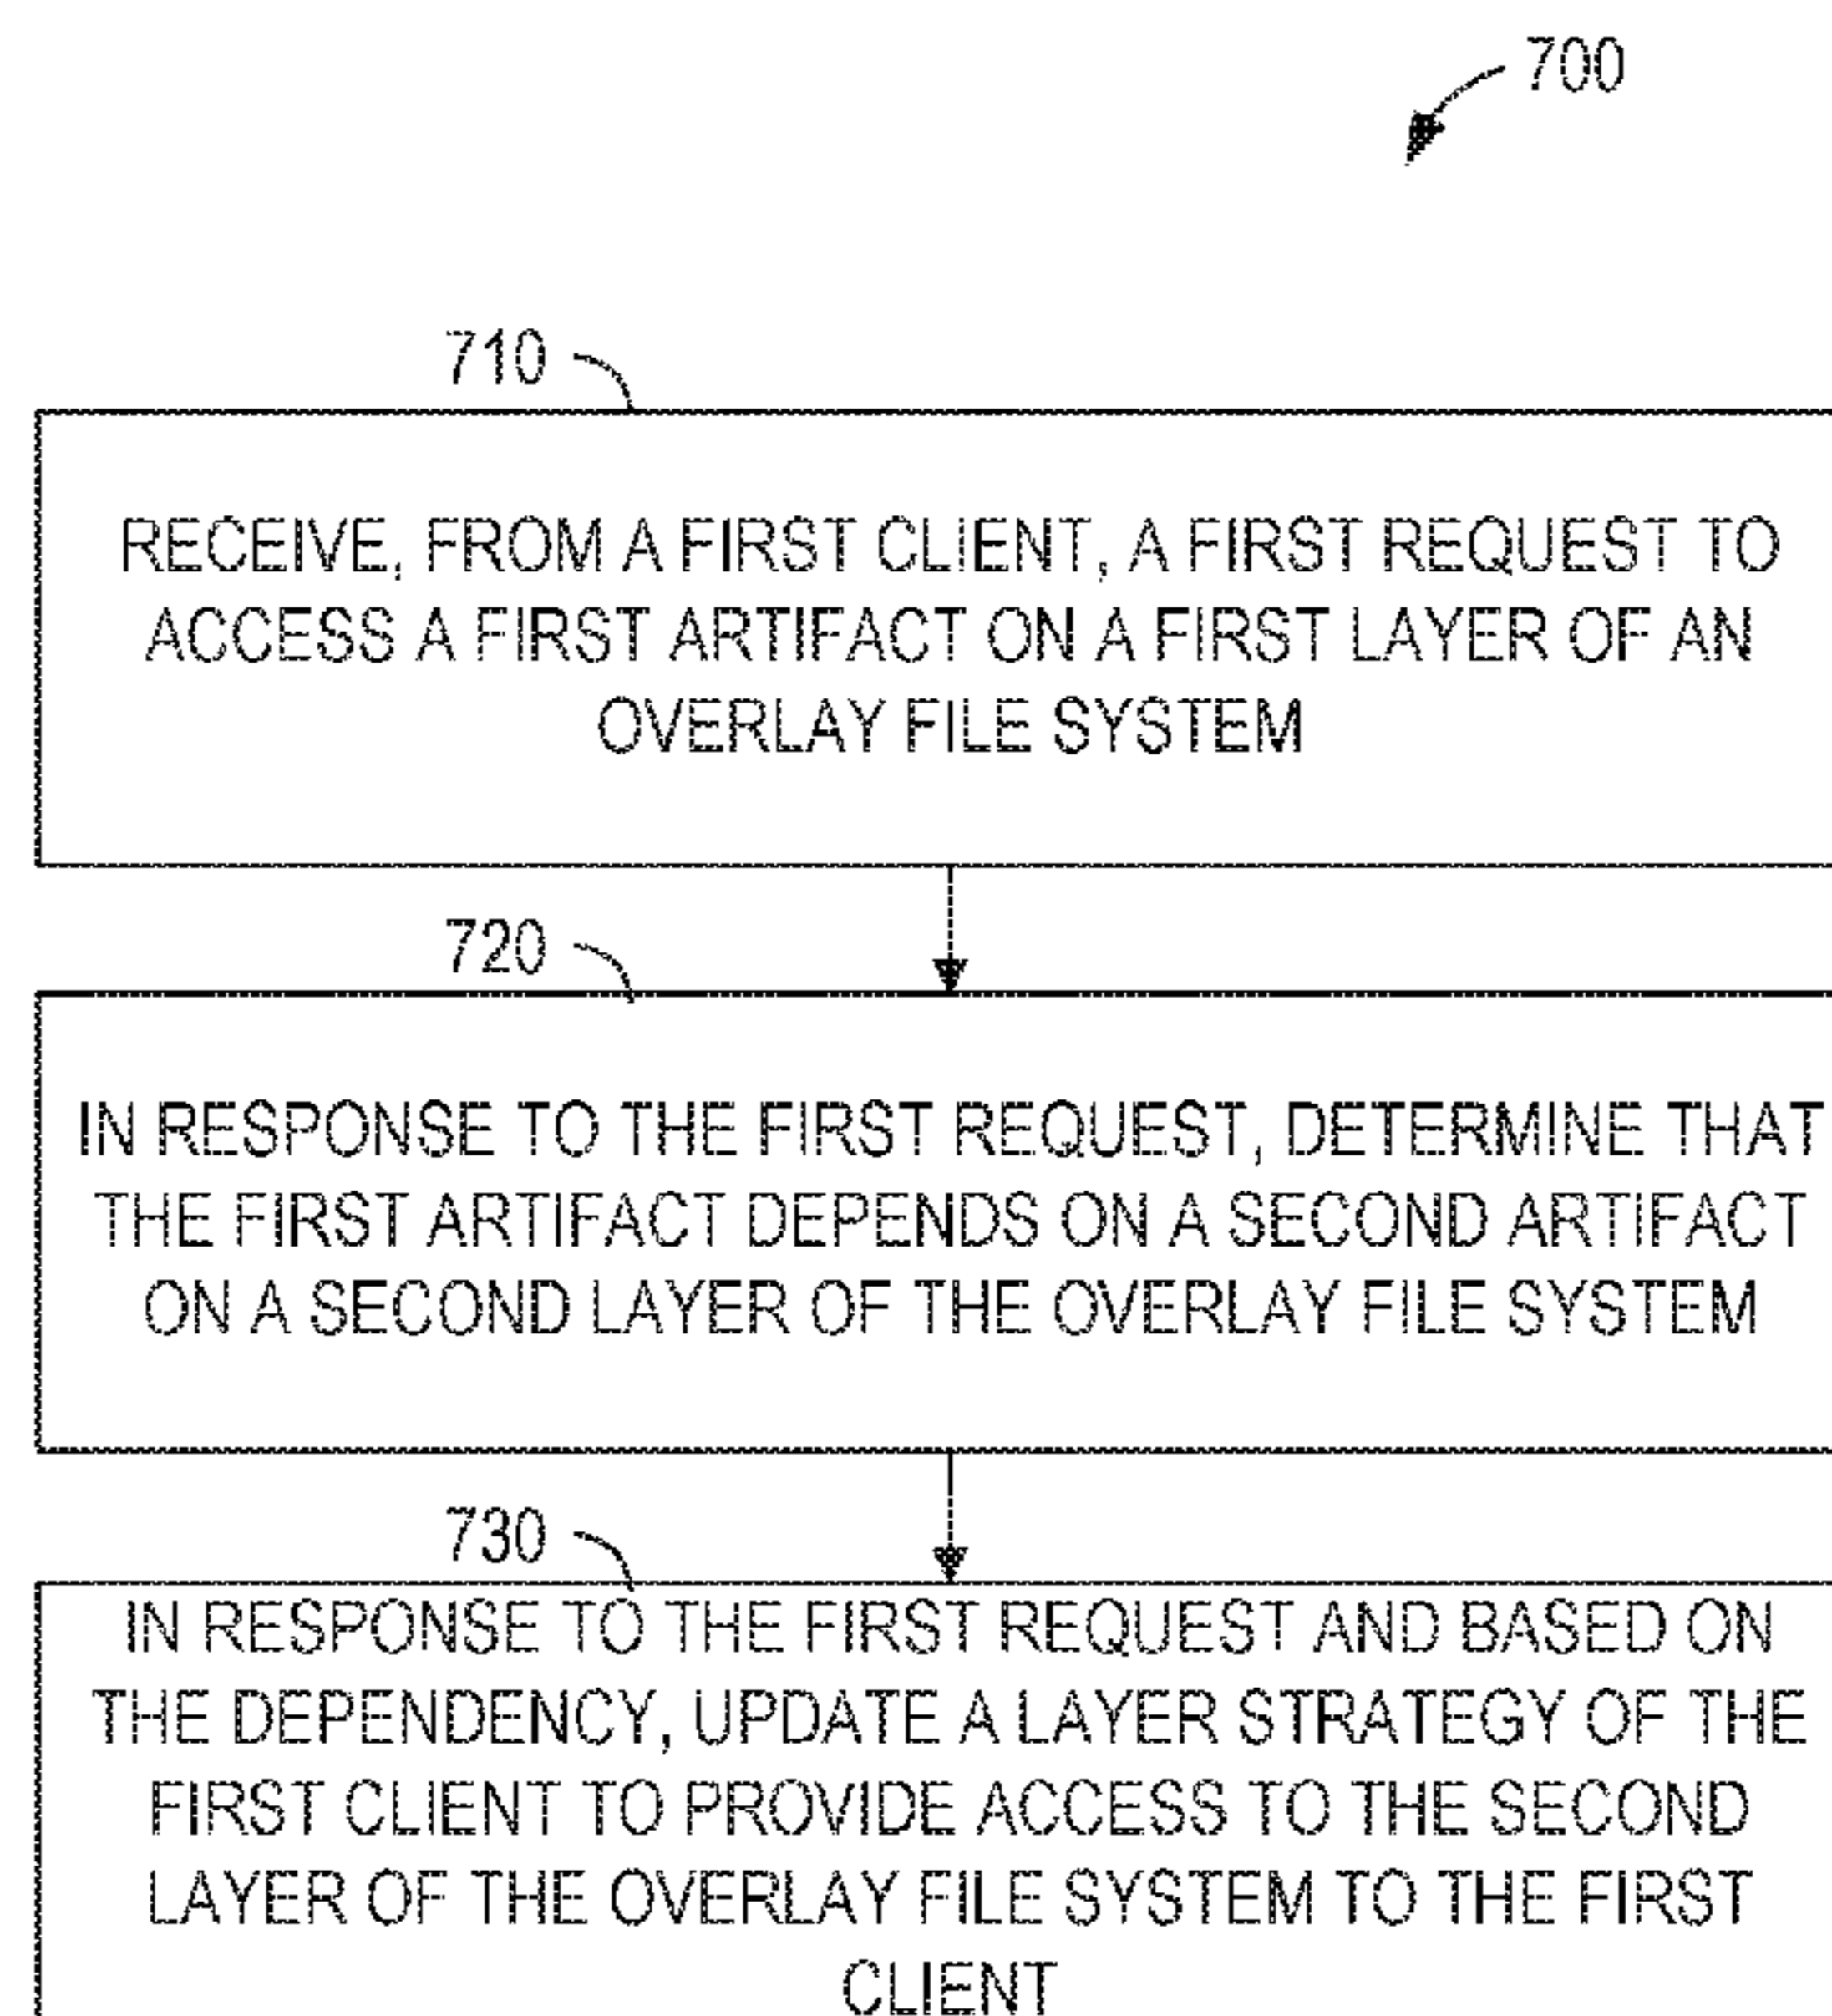 700
710
RECEIVE, FROM A FIRST CLIENT, A FIRST REQUEST TO
ACCESS A FIRST ARTIFACT ON A FIRST LAYER OF AN
OVERLAY FILE SYSTEM
720
IN RESPONSE TO THE FIRST REQUEST, DETERMINE THAT
THE FIRST ARTIFACT DEPENDS ON A SECOND ARTIFACT
ON A SECOND LAYER OF THE OVERLAY FILE SYSTEM
730
IN RESPONSE TO THE FIRST REQUEST AND BASED ON
THE DEPENDENCY, UPDATE A LAYER STRATEGY OF THE
FIRST CLIENT TO PROVIDE ACCESS TO THE SECOND
LAYER OF THE OVERLAY FILE SYSTEM TO THE FIRST
CLIENT